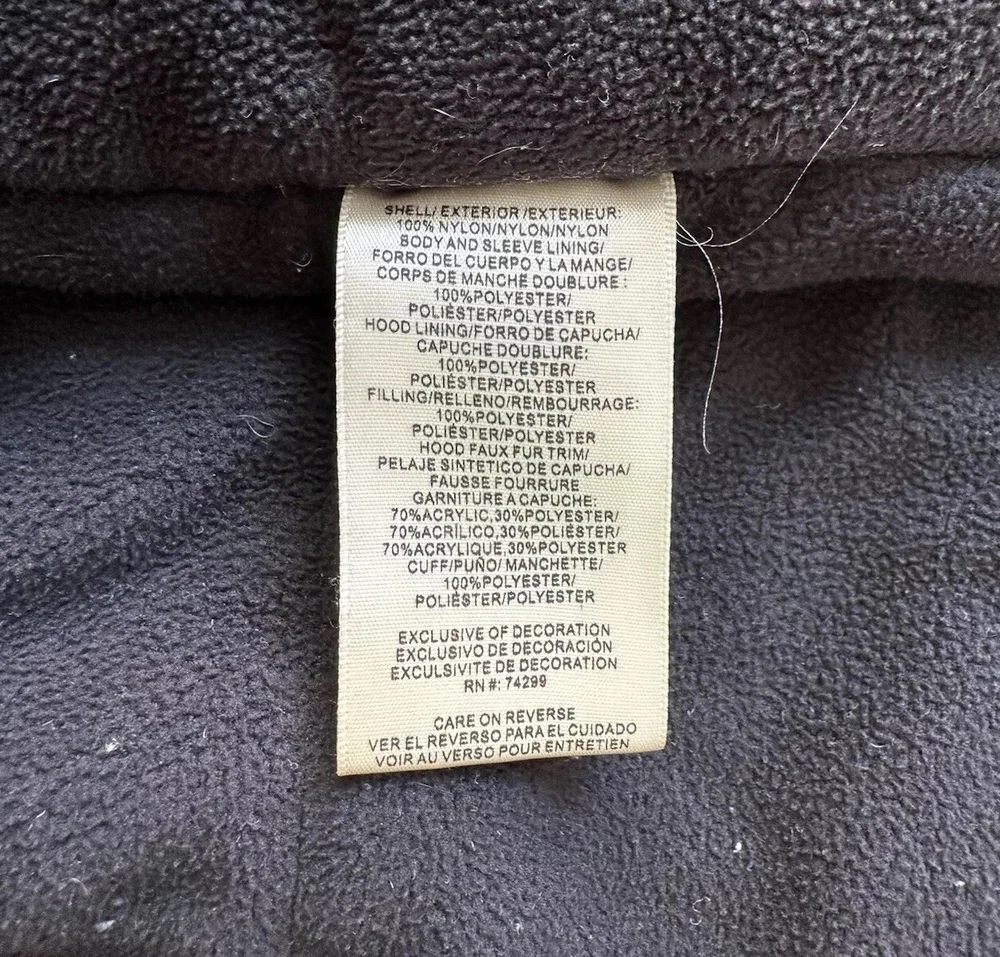 SHELL/ EXTERIOR /EXTERIEUR:
100% NYLON/NYLON/NYLON
BODY AND SLEEVE LINING/
FORRO DEL CUERPO Y LA MANGE/
CORPS DE MANCHE DOUBLURE :
100%POLYESTER/
POLIÉSTER/POLYESTER
HOOD LINING/FORRO DE CAPUCHA/
CAPUCHE DOUBLURE:
100%POLYESTER/
POLIÉSTER/POLYESTER
FILLING/RELLENO/REMBOURRAGE:
100%POLYESTER/
POLIÉSTER/POLYESTER
HOOD FAUX FUR TRIM/
PELAJE SINTETICO DE CAPUCHA/
FAUSSE FOURRURE
GARNITURE A CAPUCHE:
70%ACRYLIC,30%POLYESTER/
70%ACRÍLICO,30%POLIÉSTER/
70%ACRYLIQUE,30%POLYESTER
CUFF/PUÑO/ MANCHETTE/
100%POLYESTER/
POLIÉSTER/POLYESTER
EXCLUSIVE OF DECORATION
EXCLUSIVO DE DECORACIÓN
EXCULSIVITE DE DECORATION
RN #: 74299
CARE ON REVERSE
VER EL REVERSO PARA EL CUIDADO
VOIR AU VERSO POUR ENTRETIEN